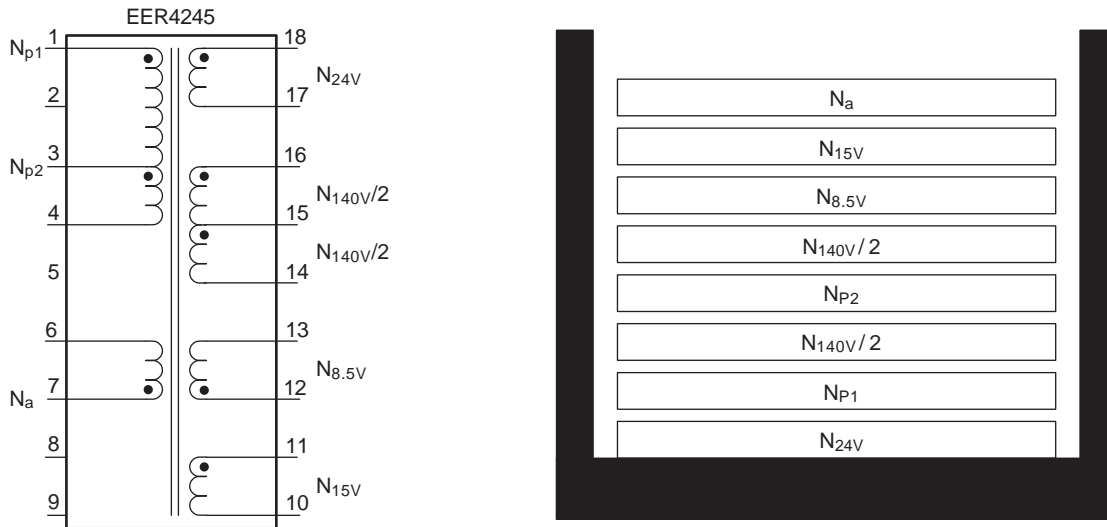 EER4245
Np1
1
2
3
Np2
4
5
6
7
Na
8
9
18
N24V
17
16
N140V/2
15
N140V/2
14
13
N8.5V
12
11
N15V
10
Na
N15V
N8.5V
N140V/2
NP2
N140V/2
NP1
N24V